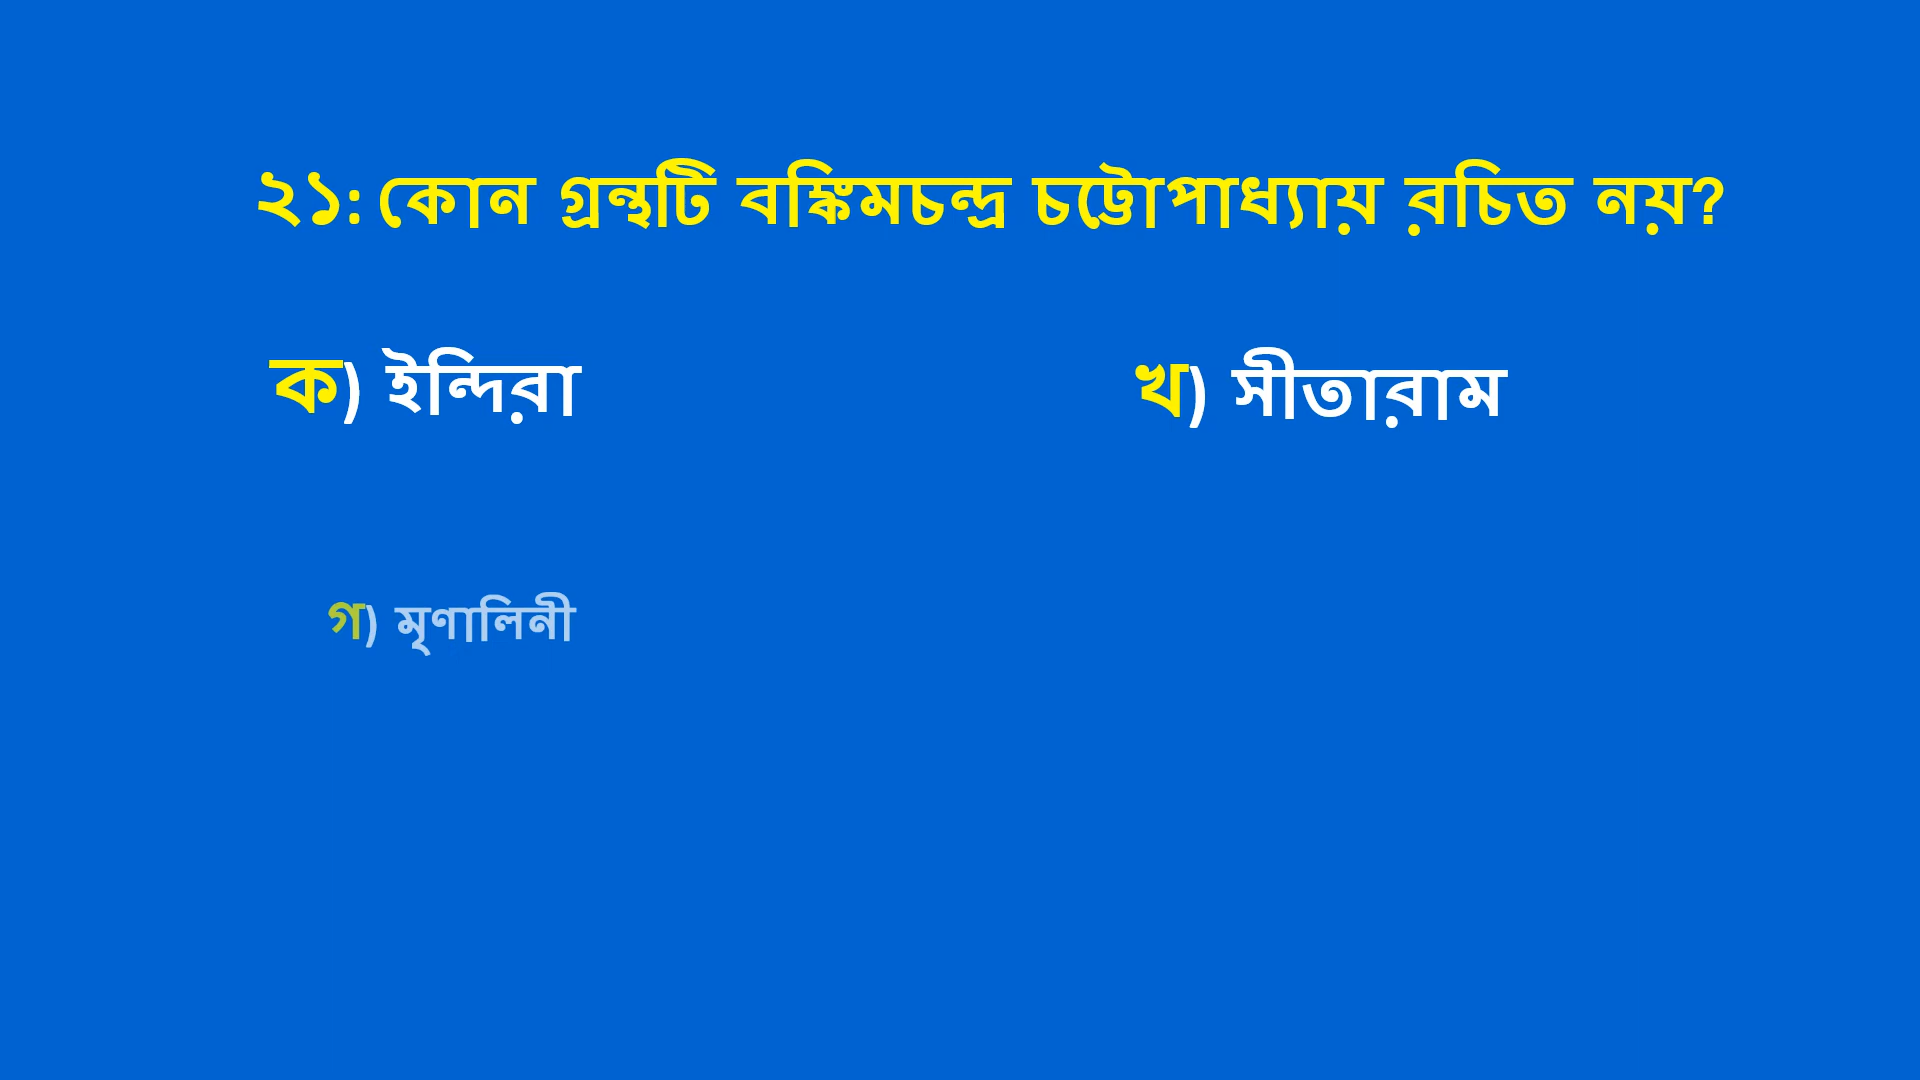 ২১: কোন গ্রন্থটি বঙ্কিমচন্দ্র চট্টোপাধ্যায় রচিত নয়?
ক) ইন্দিরা
খ) সীতারাম
গ) মৃণালিনী